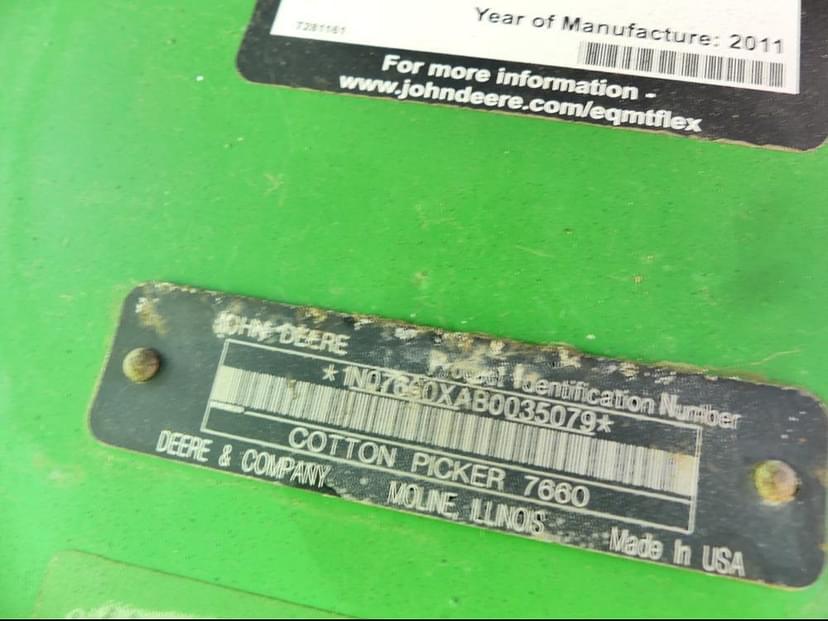 T281161
Year of Manufacture: 2011
For more information -
www.johndeere.com/eqmtflex
JOHN DEERE
Product Identification Number
*1N07660XAB0035079*
COTTON PICKER 7660
DEERE & COMPANY MOLINE, ILLINOIS Made In USA